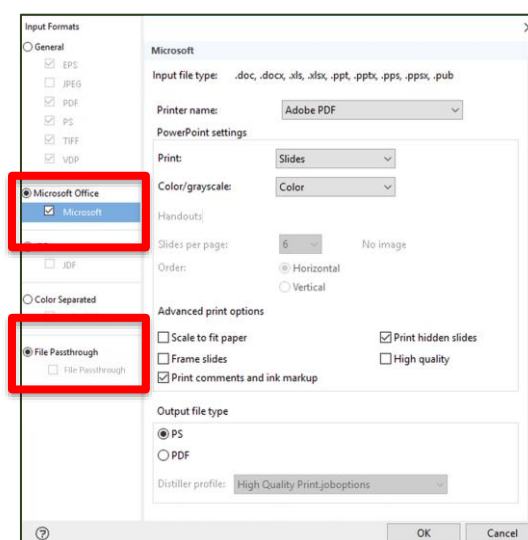 Input Formats
General
EPS
JPEG
PDF
PS
TIFF
VDP
Microsoft Office
Microsoft
JDF
Color Separated
File Passthrough
File Passthrough
Microsoft
Input file type: .doc, .docx, .xls, .xlsx, .ppt, .pptx, .pps, .ppsx, .pub
Printer name: Adobe PDF
PowerPoint settings
Print: Slides
Color/grayscale: Color
Handouts
Slides per page: 6 No image
Order: Horizontal
Vertical
Advanced print options
Scale to fit paper Print hidden slides
Frame slides High quality
Print comments and ink markup
Output file type
PS
PDF
Distiller profile: High Quality Print.joboptions
? OK Cancel